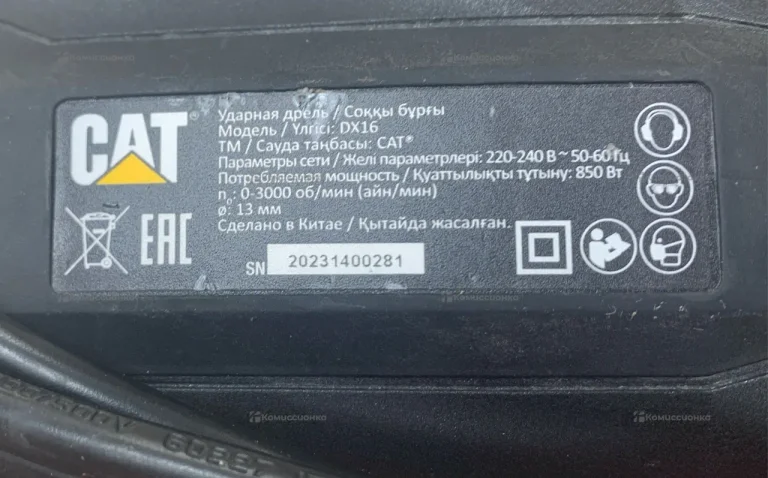 CAT®
Ударная дрель / Соққы бұрғы
Модель / Үлгісі: DX16
ТМ / Сауда таңбасы: CAT®
Параметры сети / Желі параметрлері: 220-240 В ~ 50-60 Гц
Потребляемая мощность / Қуаттылықты тұтыну: 850 Вт
n₀: 0-3000 об/мин (айн/мин)
ø: 13 мм
Сделано в Китае / Қытайда жасалған.
EAC
SN 20231400281
Комиссионко
Комиссионко